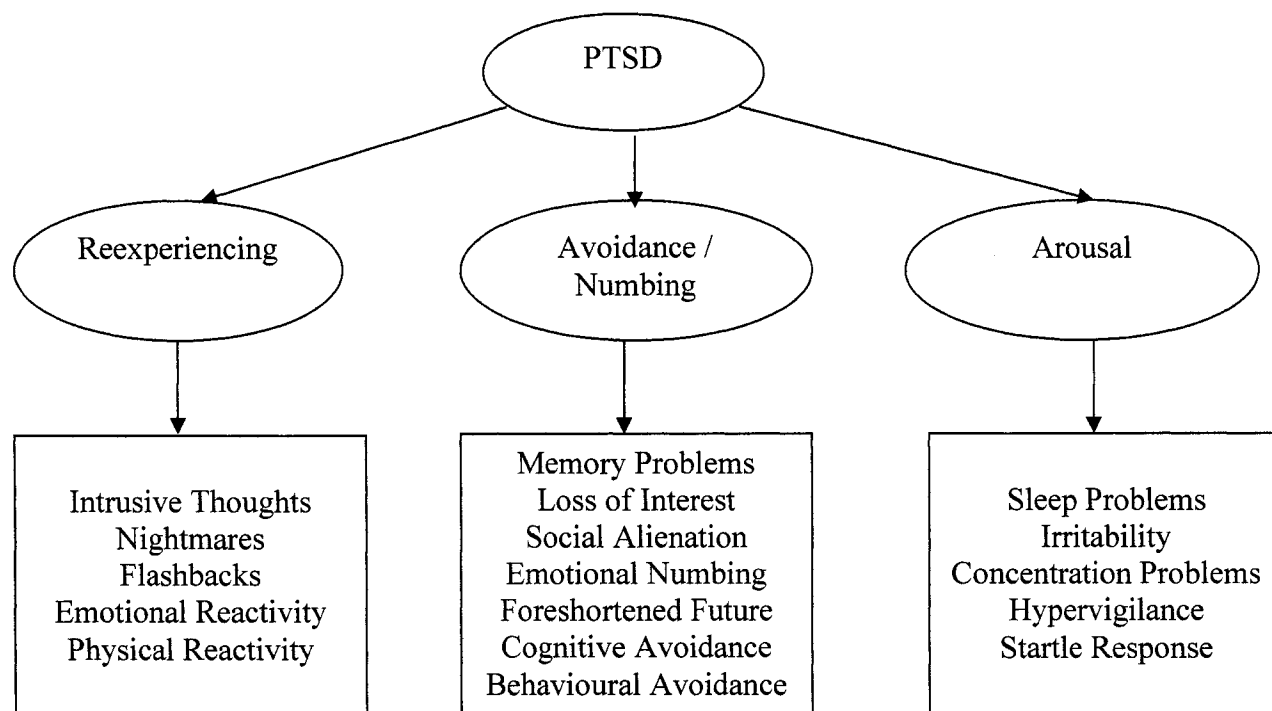 PTSD
Reexperiencing
Avoidance /
Numbing
Arousal
Intrusive Thoughts
Nightmares
Flashbacks
Emotional Reactivity
Physical Reactivity
Memory Problems
Loss of Interest
Social Alienation
Emotional Numbing
Foreshortened Future
Cognitive Avoidance
Behavioural Avoidance
Sleep Problems
Irritability
Concentration Problems
Hypervigilance
Startle Response